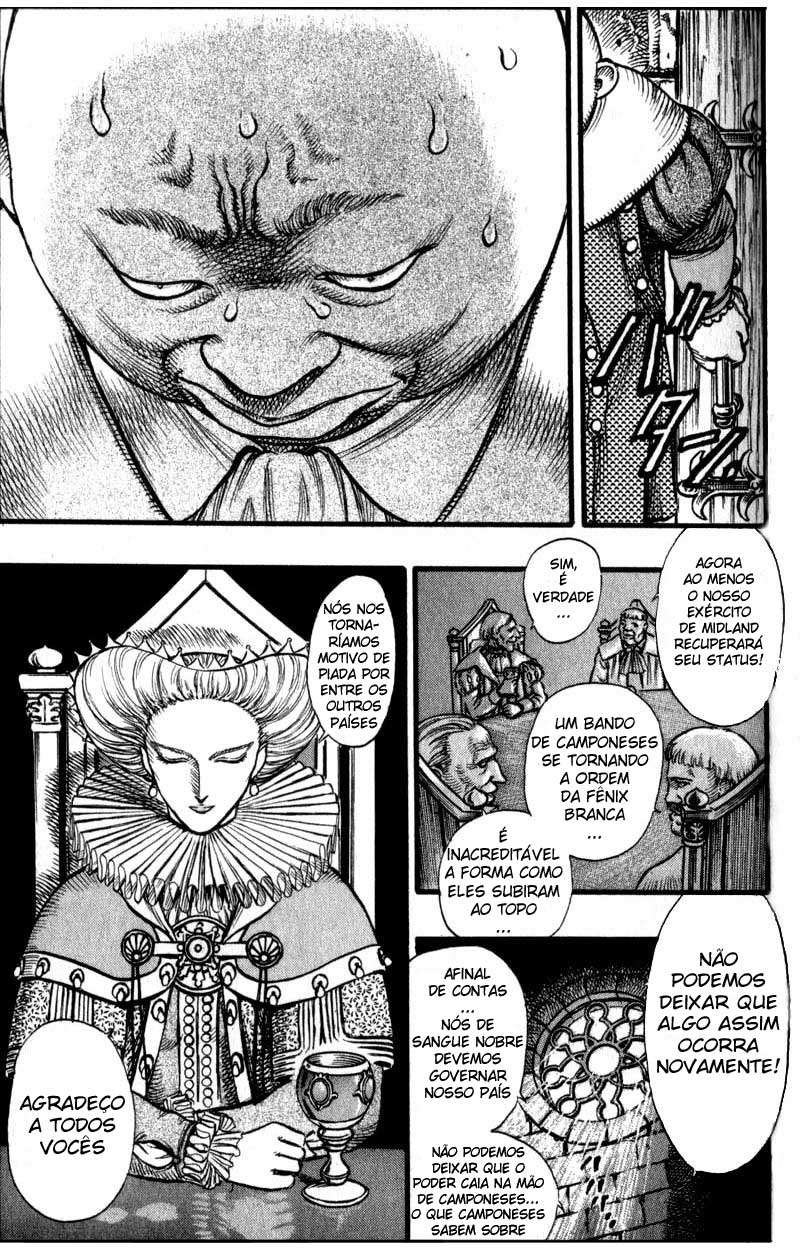 バ
タン
AGORA
AO MENOS
O NOSSO
EXÉRCITO
DE MIDLAND
RECUPERARÁ
SEU STATUS!
SIM,
É
VERDADE
...
UM BANDO
DE CAMPONESES
SE TORNANDO
A ORDEM
DA FÊNIX
BRANCA
...
É
INACREDITÁVEL
A FORMA COMO
ELES SUBIRAM
AO TOPO
...
NÃO
PODEMOS
DEIXAR QUE
ALGO ASSIM
OCORRA
NOVAMENTE!
AFINAL
DE CONTAS
...
NÓS DE
SANGUE NOBRE
DEVEMOS
GOVERNAR
NOSSO PAÍS
NÃO PODEMOS
DEIXAR QUE O
PODER CAIA NA MÃO
DE CAMPONESES...
O QUE CAMPONESES
SABEM SOBRE
NÓS NOS
TORNA-
RÍAMOS
MOTIVO DE
PIADA POR
ENTRE OS
OUTROS
PAÍSES
AGRADEÇO
A TODOS
VOCÊS